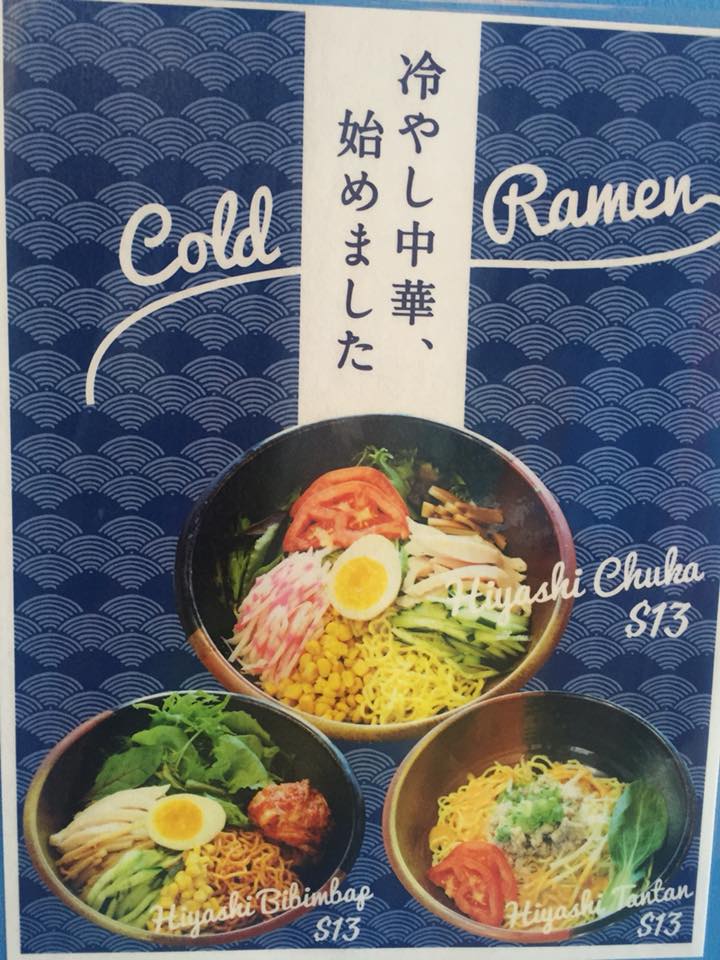 冷やし中華、
始めました
Cold Ramen
Hiyashi Chuka
$13
Hiyashi Bibimbap
$13
Hiyashi Tantan
$13